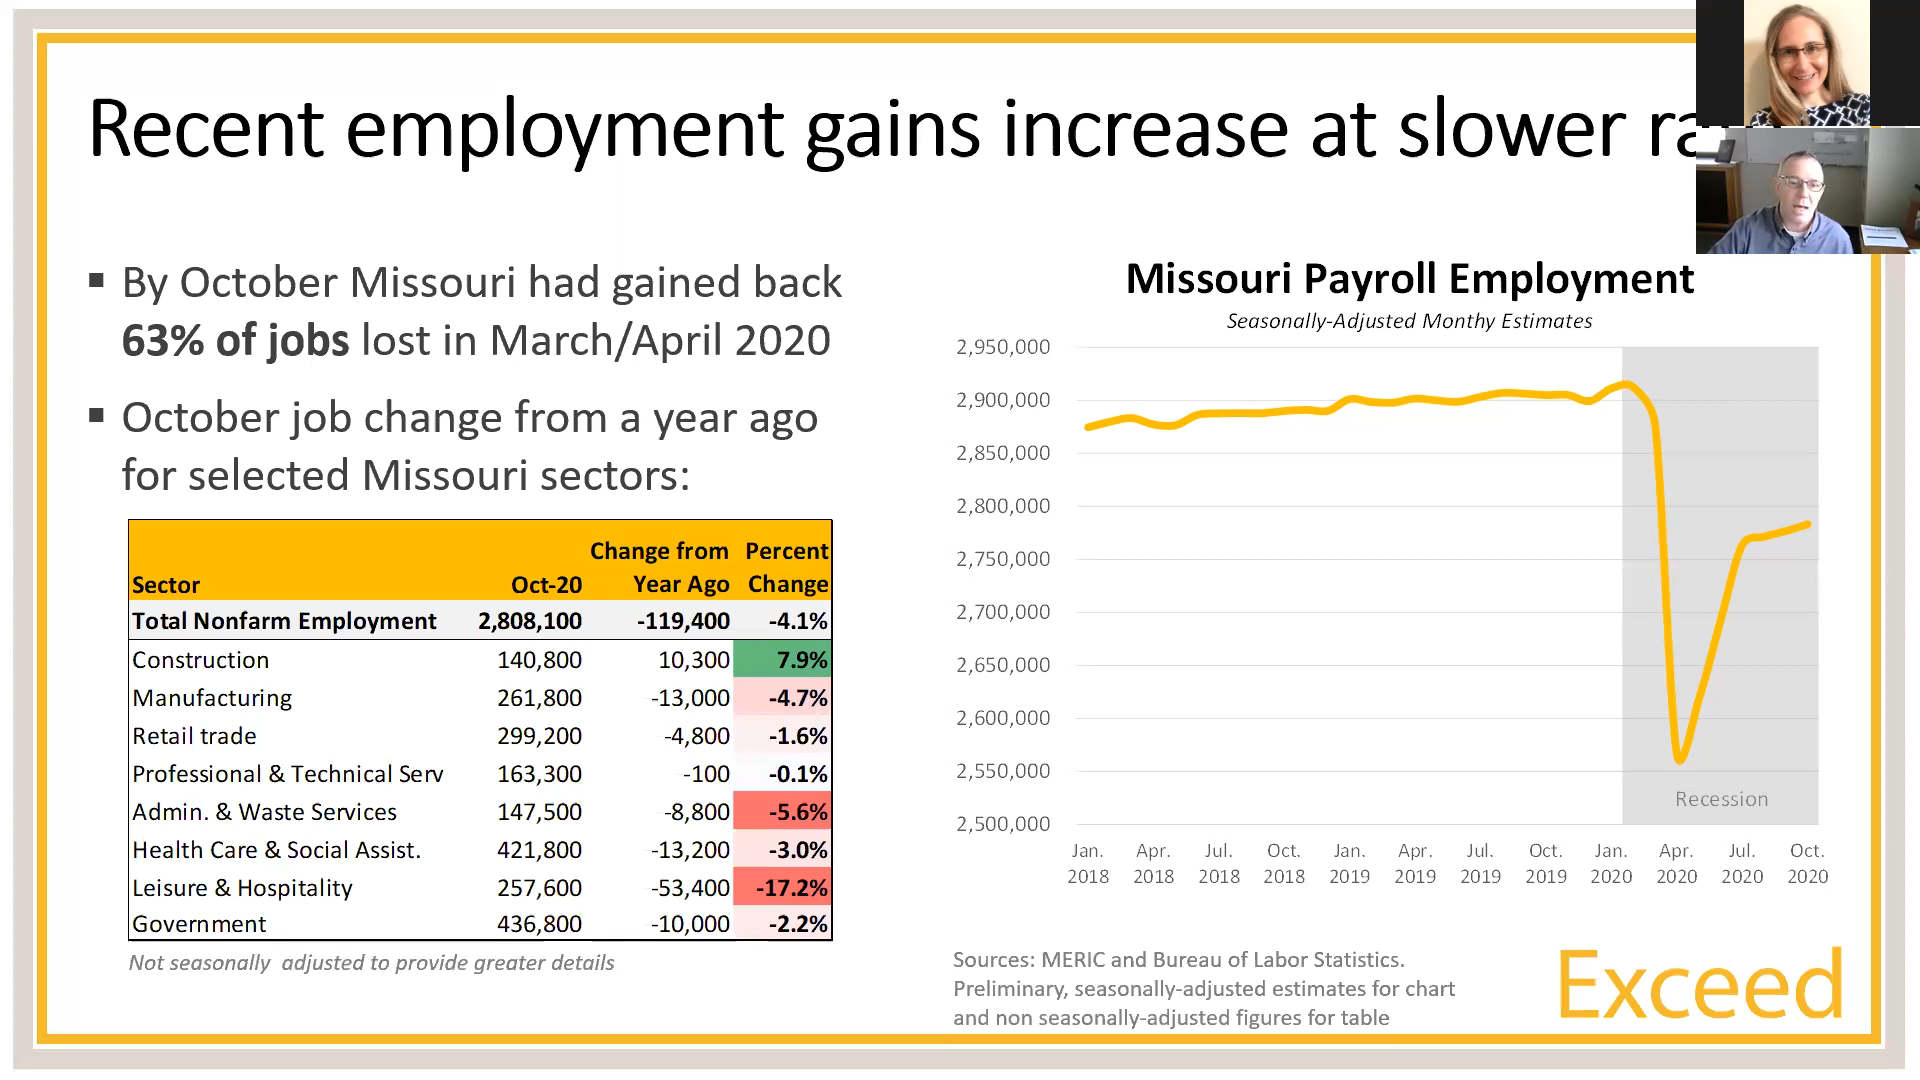 Recent employment gains increase at slower
▪ By October Missouri had gained back
63% of jobs lost in March/April 2020
▪ October job change from a year ago
for selected Missouri sectors:
Sector Oct-20 Change from Year Ago Percent Change
Total Nonfarm Employment 2,808,100 -119,400 -4.1%
Construction 140,800 10,300 7.9%
Manufacturing 261,800 -13,000 -4.7%
Retail trade 299,200 -4,800 -1.6%
Professional & Technical Serv 163,300 -100 -0.1%
Admin. & Waste Services 147,500 -8,800 -5.6%
Health Care & Social Assist. 421,800 -13,200 -3.0%
Leisure & Hospitality 257,600 -53,400 -17.2%
Government 436,800 -10,000 -2.2%
Not seasonally adjusted to provide greater details
Missouri Payroll Employment
Seasonally-Adjusted Monthy Estimates
2,950,000
2,900,000
2,850,000
2,800,000
2,750,000
2,700,000
2,650,000
2,600,000
2,550,000
2,500,000
Recession
Jan. Apr. Jul. Oct. Jan. Apr. Jul. Oct. Jan. Apr. Jul. Oct.
2018 2018 2018 2018 2019 2019 2019 2019 2020 2020 2020 2020
Sources: MERIC and Bureau of Labor Statistics.
Preliminary, seasonally-adjusted estimates for chart
and non seasonally-adjusted figures for table
Exceed